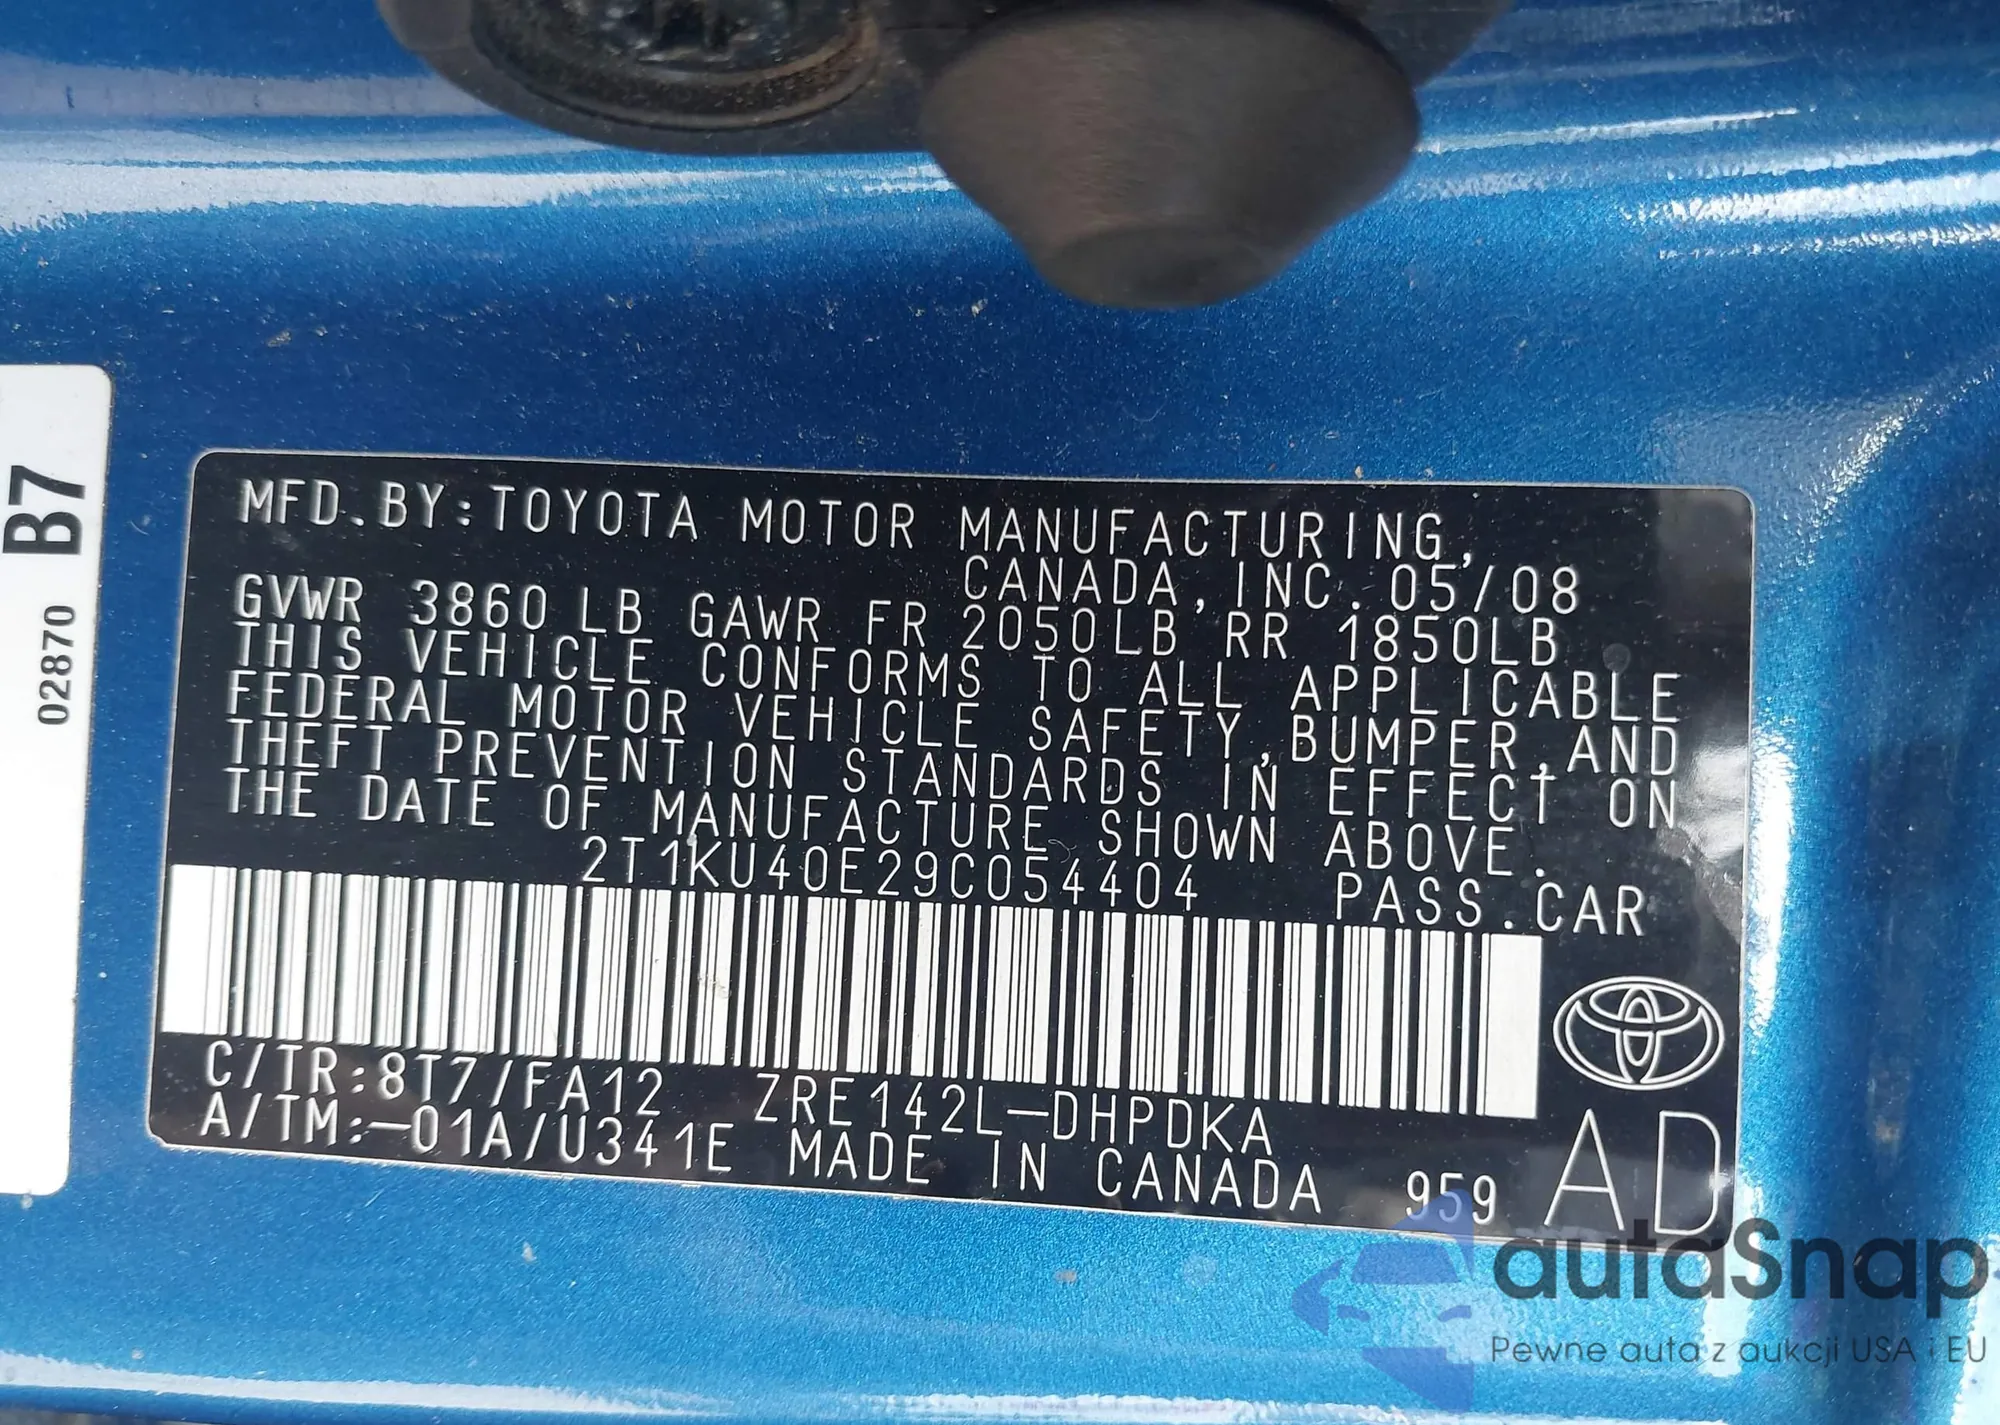 MFD.BY:TOYOTA MOTOR MANUFACTURING,
CANADA,INC. 05/08
GVWR 3860 LB GAWR FR 2050LB RR 1850LB
THIS VEHICLE CONFORMS TO ALL APPLICABLE
FEDERAL MOTOR VEHICLE SAFETY,BUMPER,AND
THEFT PREVENTION STANDARDS IN EFFECT ON
THE DATE OF MANUFACTURE SHOWN ABOVE.
2T1KU40E29C054404 PASS.CAR
C/TR:8T7/FA12 ZRE142L-DHPDKA
A/TM:-01A/U341E MADE IN CANADA 959 AD
B7
02870
autaSnap
Pewne auta z aukcji USA i EU